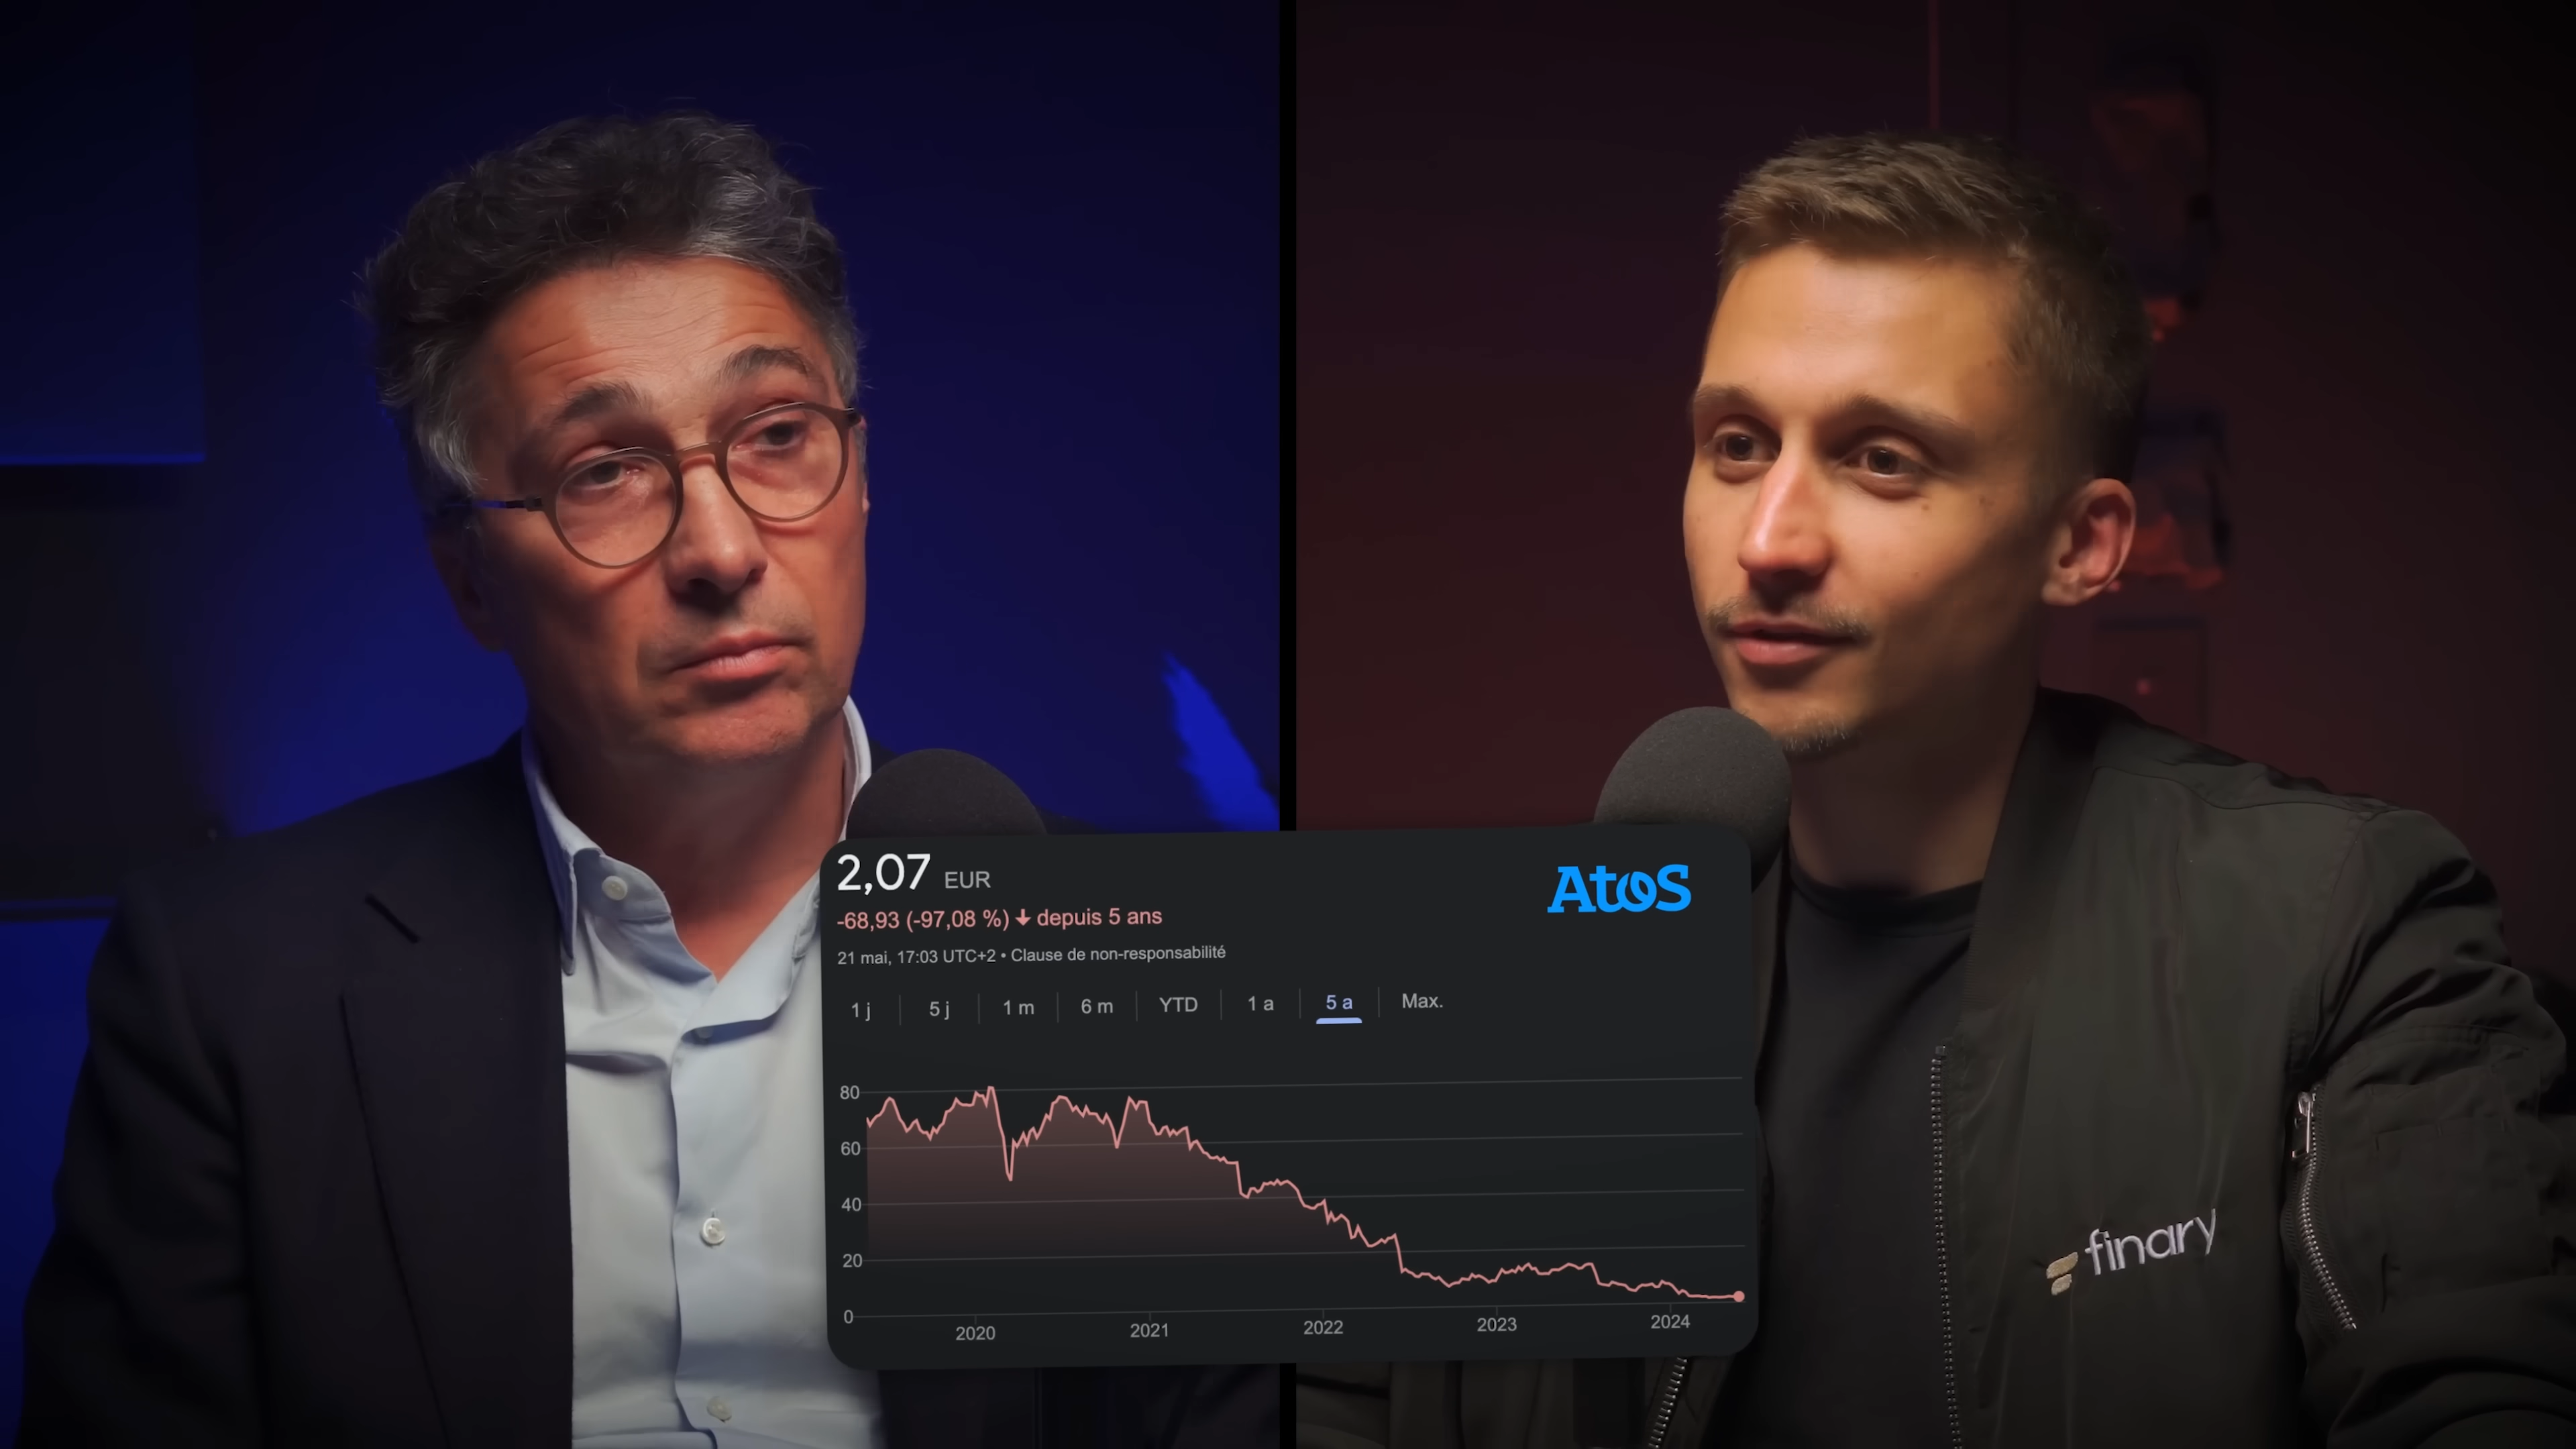 2,07 EUR
AtoS
-68,93 (-97,08 %) ↓ depuis 5 ans
21 mai, 17:03 UTC+2 • Clause de non-responsabilité
1 j 5 j 1 m 6 m YTD 1 a 5 a Max.
80
60
40
20
0
2020 2021 2022 2023 2024
finary